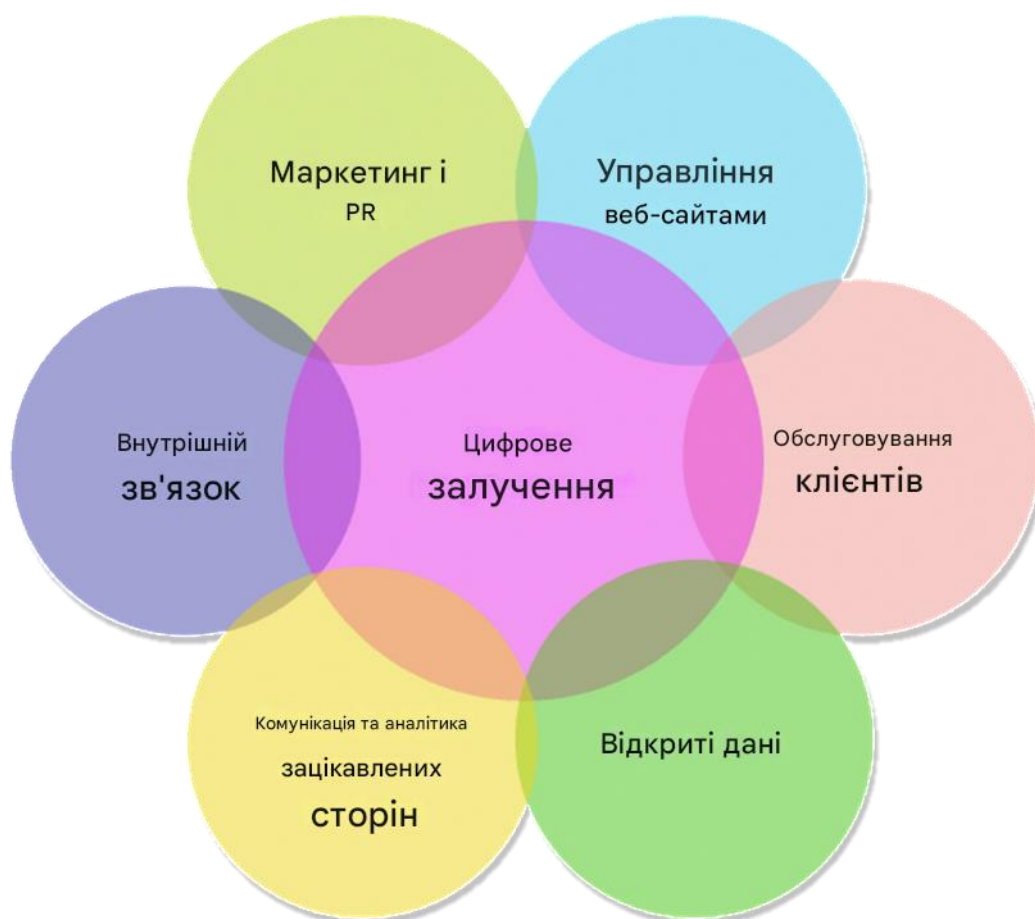 Маркетинг і
PR
Управління
веб-сайтами
Внутрішній
зв'язок
Цифрове
залучення
Обслуговування
клієнтів
Комунікація та аналітика
зацікавлених
сторін
Відкриті дані